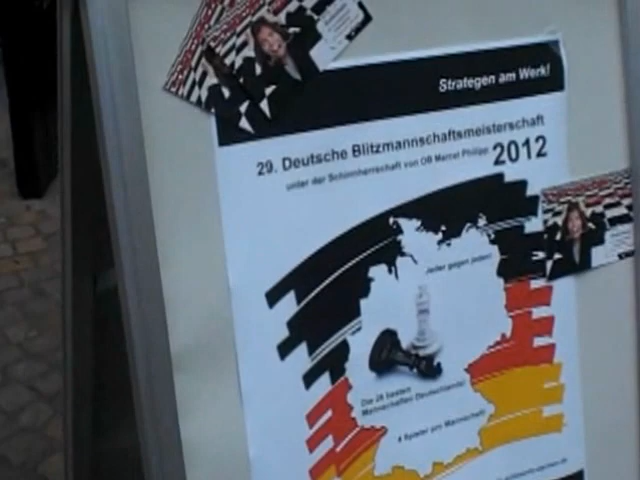 Strategen am Werk!
29. Deutsche Blitzmannschaftsmeisterschaft
unter der Schirmherrschaft von OB Marcel Philipp 2012
Jeder gegen jeden!
Die 28 besten
Mannschaften Deutschlands!
4 Spieler pro Mannschaft